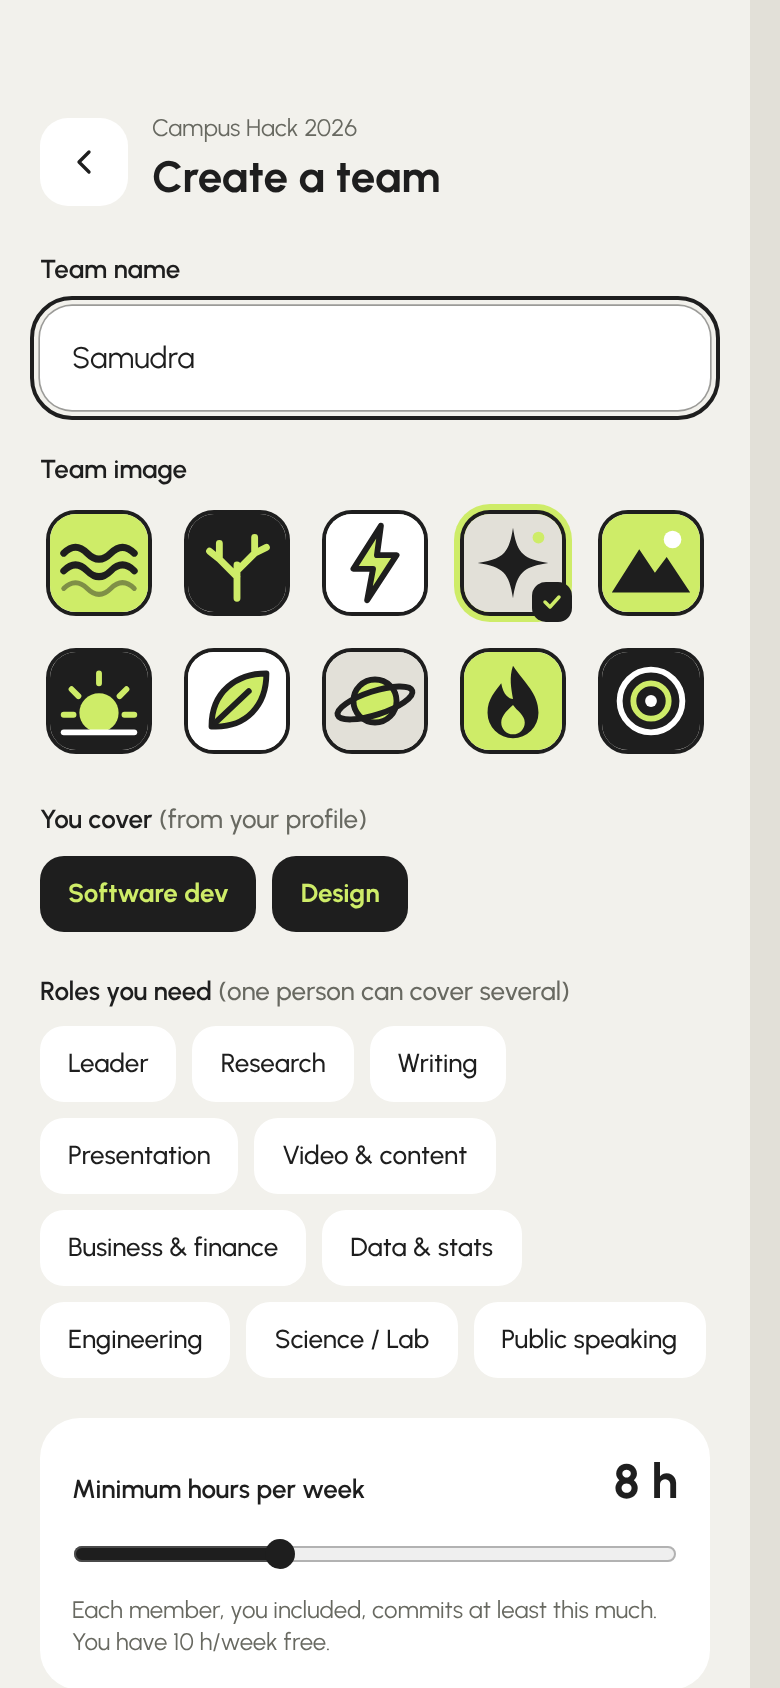 Campus Hack 2026
Create a team
Team name
Samudra
Team image
You cover (from your profile)
Software dev Design
Roles you need (one person can cover several)
Leader Research Writing
Presentation Video & content
Business & finance Data & stats
Engineering Science / Lab Public speaking
Minimum hours per week 8 h
Each member, you included, commits at least this much.
You have 10 h/week free.